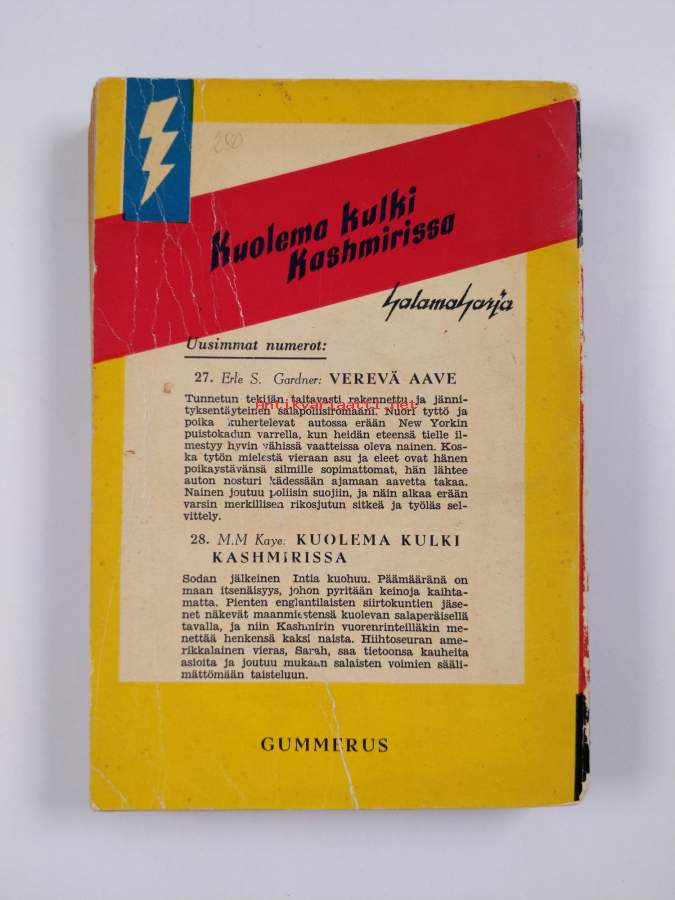 280
Kuolema kulki
Kashmirissa
Salamasarja
Uusimmat numerot:
27. Erle S. Gardner: VEREVÄ AAVE
Tunnetun tekijän taitavasti rakennettu ja jänni-
tyksentäyteinen salapoliisiromaani. Nuori tyttö ja
poika kuhertelevat autossa erään New Yorkin
puistokadun varrella, kun heidän eteensä tielle il-
mestyy hyvin vähissä vaatteissa oleva nainen. Kos-
ka tytön mielestä vieraan asu ja eleet ovat hänen
poikaystävänsä silmille sopimattomat, hän lähtee
auton nosturi kädessään ajamaan aavetta takaa.
Nainen joutuu poliisin suojiin, ja näin alkaa erään
varsin merkillisen rikosjutun sitkeä ja työläs sel-
vittely.
28. M.M Kaye: KUOLEMA KULKI
KASHMIRISSA
Sodan jälkeinen Intia kuohuu. Päämääränä on
maan itsenäisyys, johon pyritään keinoja kaihta-
matta. Pienten englantilaisten siirtokuntien jäse-
net näkevät maanmiestensä kuolevan salaperäisellä
tavalla, ja niin Kashmirin vuorenrinteilläkin me-
nettää henkensä kaksi naista. Hiihtoseuran ame-
rikkalainen vieras, Sarah, saa tietoonsa kauheita
asioita ja joutuu mukaan salaisten voimien sääli-
mättömään taisteluun.
GUMMERUS
antikvariaatti.net